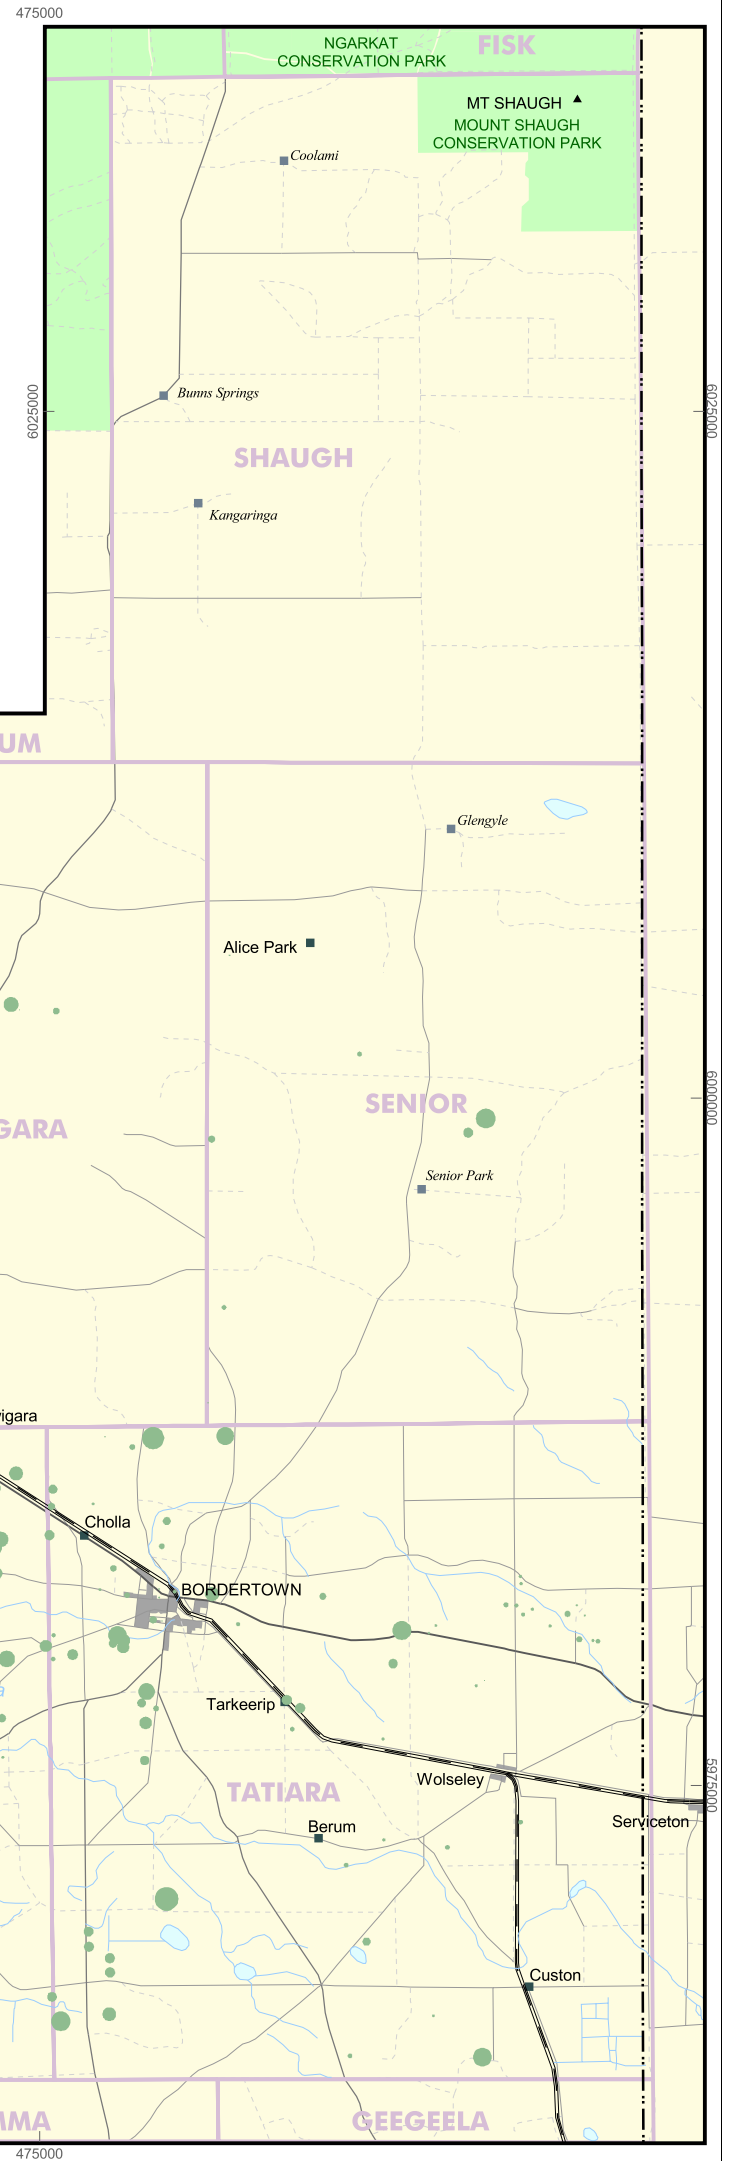 475000
NGARKAT
CONSERVATION PARK
FISK
MT SHAUGH
MOUNT SHAUGH
CONSERVATION PARK
Coolami
Bunns Springs
6025000
6025000
SHAUGH
Kangaringa
UM
Glengyle
Alice Park
SENIOR
6000000
GARA
Senior Park
igara
Cholla
BORDERTOWN
Tarkeerip
Wolseley
5975000
TATIARA
Serviceton
Berum
Custon
MMA
GEEGEELA
475000